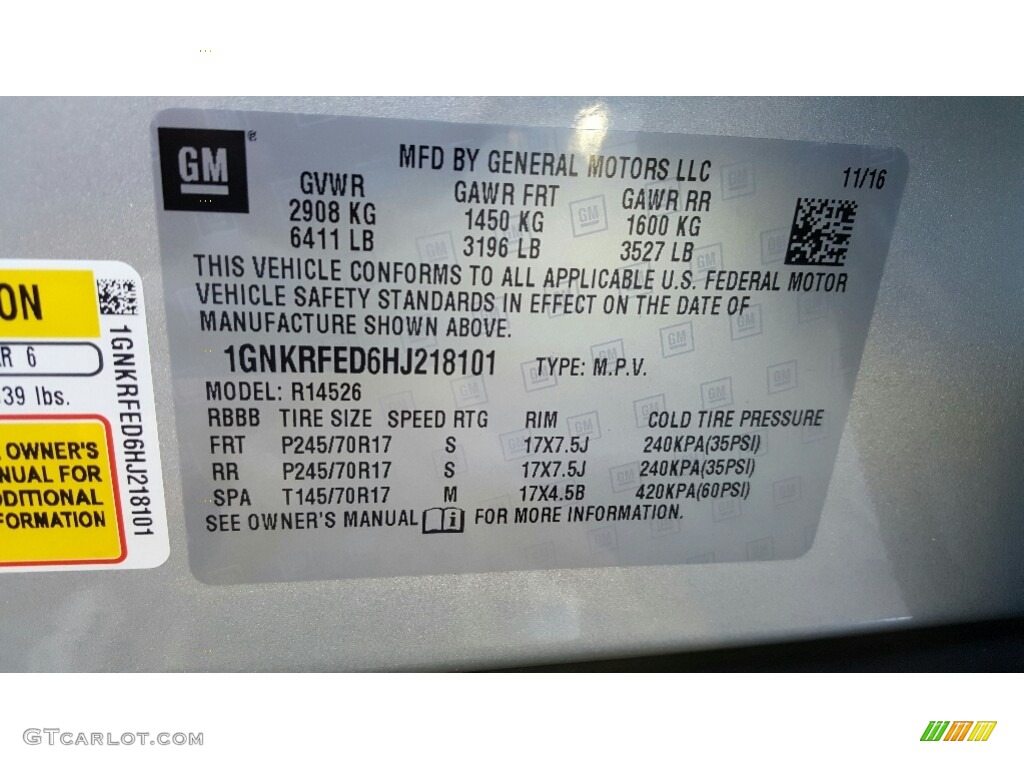 GM
MFD BY GENERAL MOTORS LLC
11/16
GVWR GAWR FRT GAWR RR
2908 KG 1450 KG 1600 KG
6411 LB 3196 LB 3527 LB
THIS VEHICLE CONFORMS TO ALL APPLICABLE U.S. FEDERAL MOTOR
VEHICLE SAFETY STANDARDS IN EFFECT ON THE DATE OF
MANUFACTURE SHOWN ABOVE.
1GNKRFED6HJ218101 TYPE: M.P.V.
MODEL: R14526
RBBB TIRE SIZE SPEED RTG RIM COLD TIRE PRESSURE
FRT P245/70R17 S 17X7.5J 240KPA(35PSI)
RR P245/70R17 S 17X7.5J 240KPA(35PSI)
SPA T145/70R17 M 17X4.5B 420KPA(60PSI)
SEE OWNER'S MANUAL FOR MORE INFORMATION.
ON
R 6
39 lbs.
OWNER'S
NUAL FOR
DDITIONAL
FORMATION
1GNKRFED6HJ218101
GTCARLOT.COM